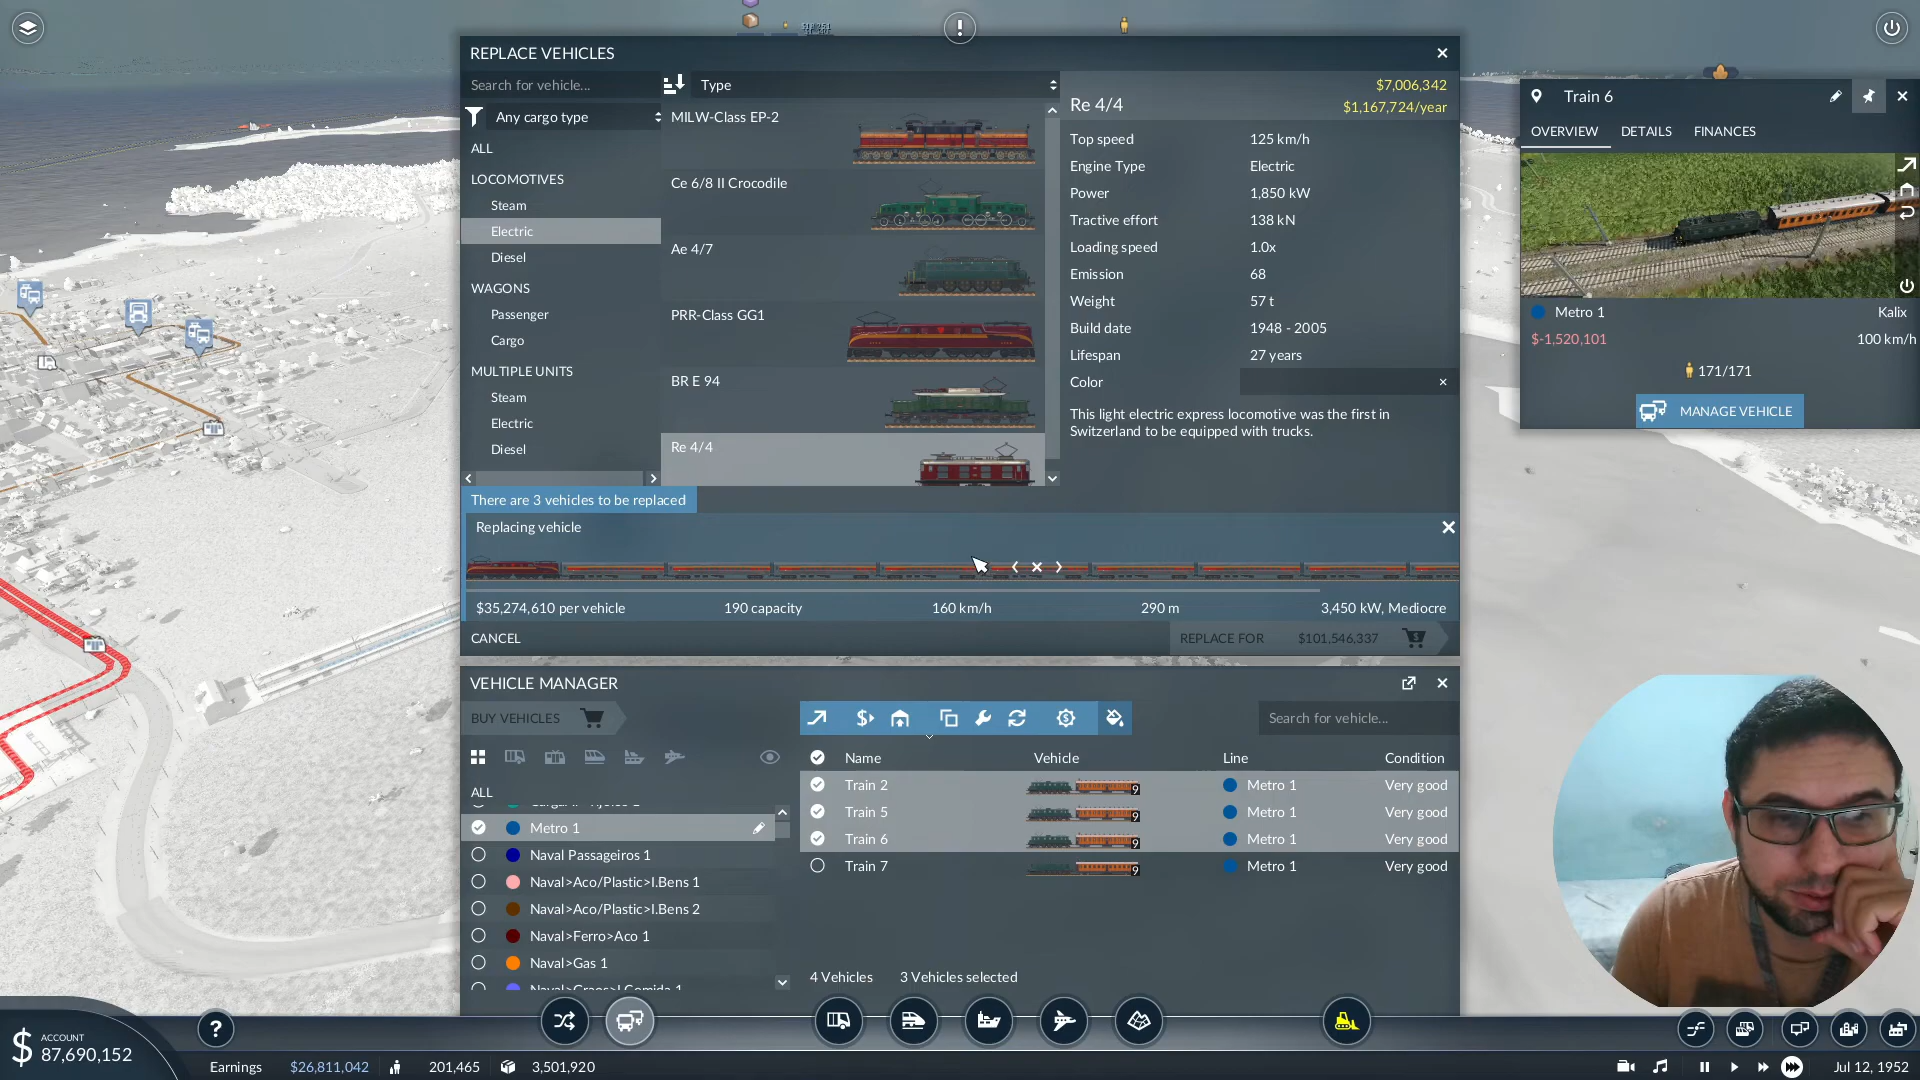 REPLACE VEHICLES
Search for vehicle...
Type
Any cargo type
ALL
LOCOMOTIVES
Steam
Electric
Diesel
WAGONS
Passenger
Cargo
MULTIPLE UNITS
Steam
Electric
Diesel
MILW-Class EP-2
Ce 6/8 II Crocodile
Ae 4/7
PRR-Class GG1
BR E 94
Re 4/4
$7,006,342
Re 4/4
$1,167,724/year
Top speed 125 km/h
Engine Type Electric
Power 1,850 kW
Tractive effort 138 kN
Loading speed 1.0x
Emission 68
Weight 57 t
Build date 1948 - 2005
Lifespan 27 years
Color
This light electric express locomotive was the first in
Switzerland to be equipped with trucks.
There are 3 vehicles to be replaced
Replacing vehicle
$35,274,610 per vehicle 190 capacity 160 km/h 290 m 3,450 kW, Mediocre
CANCEL
REPLACE FOR $101,546,337
Train 6
OVERVIEW DETAILS FINANCES
Metro 1 Kalix
$-1,520,101 100 km/h
171/171
MANAGE VEHICLE
VEHICLE MANAGER
BUY VEHICLES
Search for vehicle...
ALL
Metro 1
Naval Passageiros 1
Naval>Aco/Plastic>I.Bens 1
Naval>Aco/Plastic>I.Bens 2
Naval>Ferro>Aco 1
Naval>Gas 1
Name Vehicle Line Condition
Train 2 9 Metro 1 Very good
Train 5 9 Metro 1 Very good
Train 6 9 Metro 1 Very good
Train 7 9 Metro 1 Very good
4 Vehicles 3 Vehicles selected
?
$ ACCOUNT
87,690,152
Earnings $26,811,042 201,465 3,501,920
Jul 12, 1952